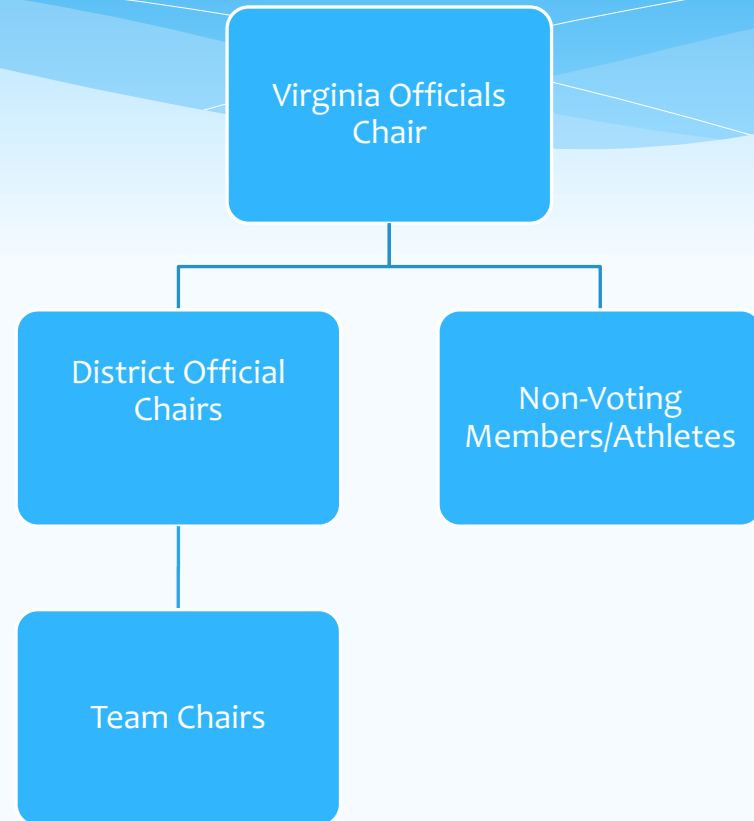 Virginia Officials
Chair
District Official
Chairs
Non-Voting
Members/Athletes
Team Chairs